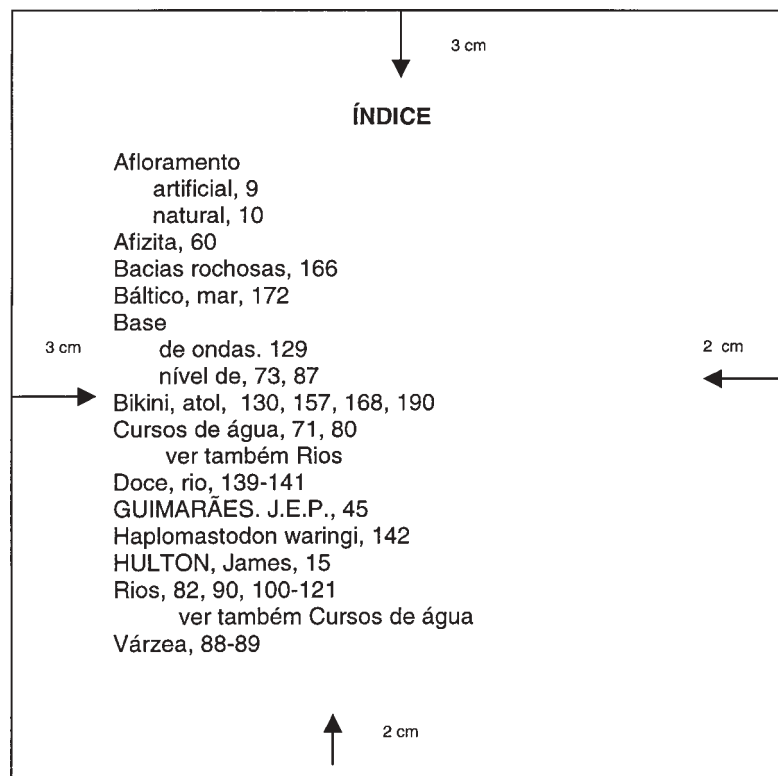 3 cm
ÍNDICE
Afloramento
artificial, 9
natural, 10
Afizita, 60
Bacias rochosas, 166
Báltico, mar, 172
Base
3 cm
de ondas. 129
2 cm
nível de, 73, 87
Bikini, atol, 130, 157, 168, 190
Cursos de água, 71, 80
ver também Rios
Doce, rio, 139-141
GUIMARÃES. J.E.P., 45
Haplomastodon waringi, 142
HULTON, James, 15
Rios, 82, 90, 100-121
ver também Cursos de água
Várzea, 88-89
2 cm